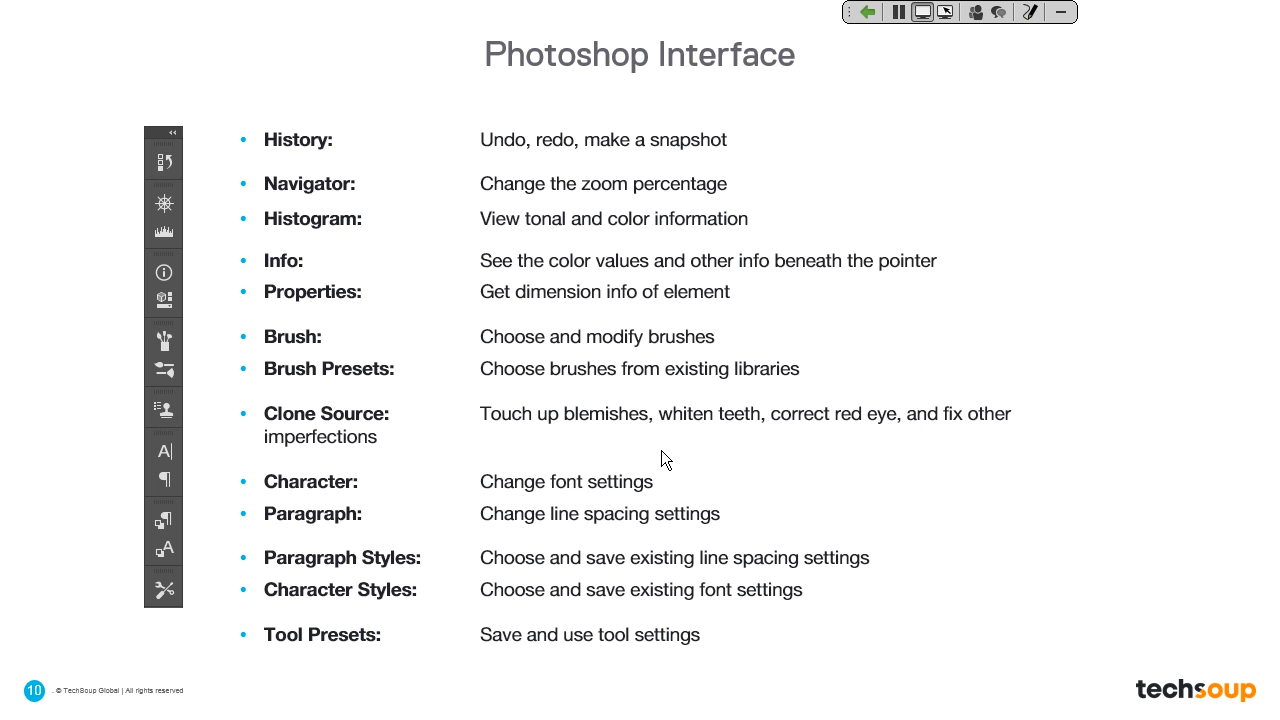 Photoshop Interface
• History: Undo, redo, make a snapshot
• Navigator: Change the zoom percentage
• Histogram: View tonal and color information
• Info: See the color values and other info beneath the pointer
• Properties: Get dimension info of element
• Brush: Choose and modify brushes
• Brush Presets: Choose brushes from existing libraries
• Clone Source: Touch up blemishes, whiten teeth, correct red eye, and fix other
imperfections
• Character: Change font settings
• Paragraph: Change line spacing settings
• Paragraph Styles: Choose and save existing line spacing settings
• Character Styles: Choose and save existing font settings
• Tool Presets: Save and use tool settings
10 . © TechSoup Global | All rights reserved
techsoup